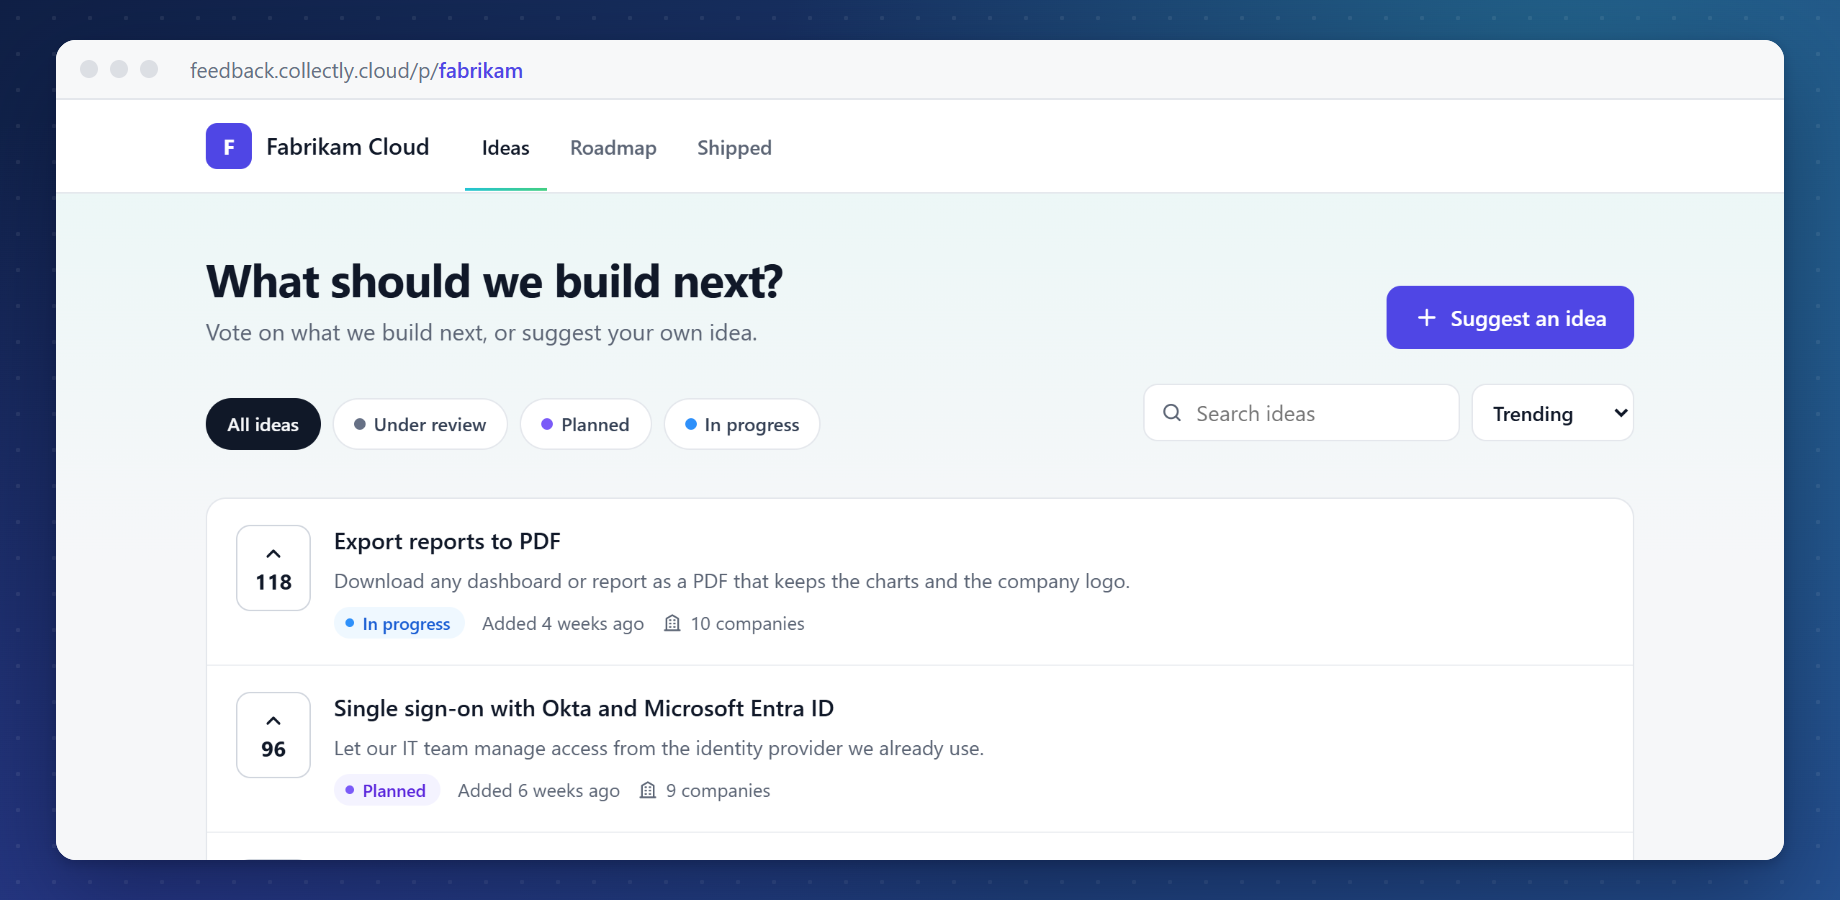 feedback.collectly.cloud/p/fabrikam
F Fabrikam Cloud Ideas Roadmap Shipped
What should we build next?
Vote on what we build next, or suggest your own idea.
+ Suggest an idea
All ideas Under review Planned In progress
Search ideas Trending
Export reports to PDF
118
Download any dashboard or report as a PDF that keeps the charts and the company logo.
In progress Added 4 weeks ago 10 companies
Single sign-on with Okta and Microsoft Entra ID
96
Let our IT team manage access from the identity provider we already use.
Planned Added 6 weeks ago 9 companies